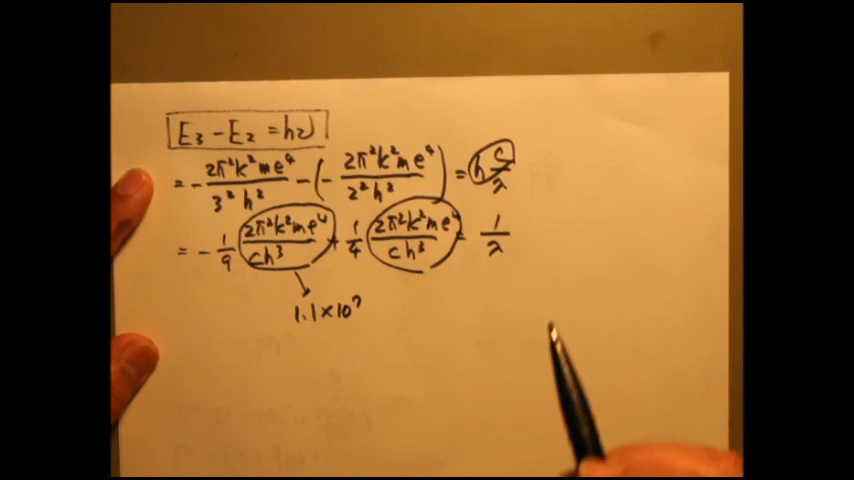 E₃ - E₂ = hν
= - 2π²k²me⁴/3²h² - (- 2π²k²me⁴/2²h²) = h c/λ
= - 1/9 2π²k²me⁴/ch³ + 1/4 2π²k²me⁴/ch³ = 1/λ
1.1×10⁷